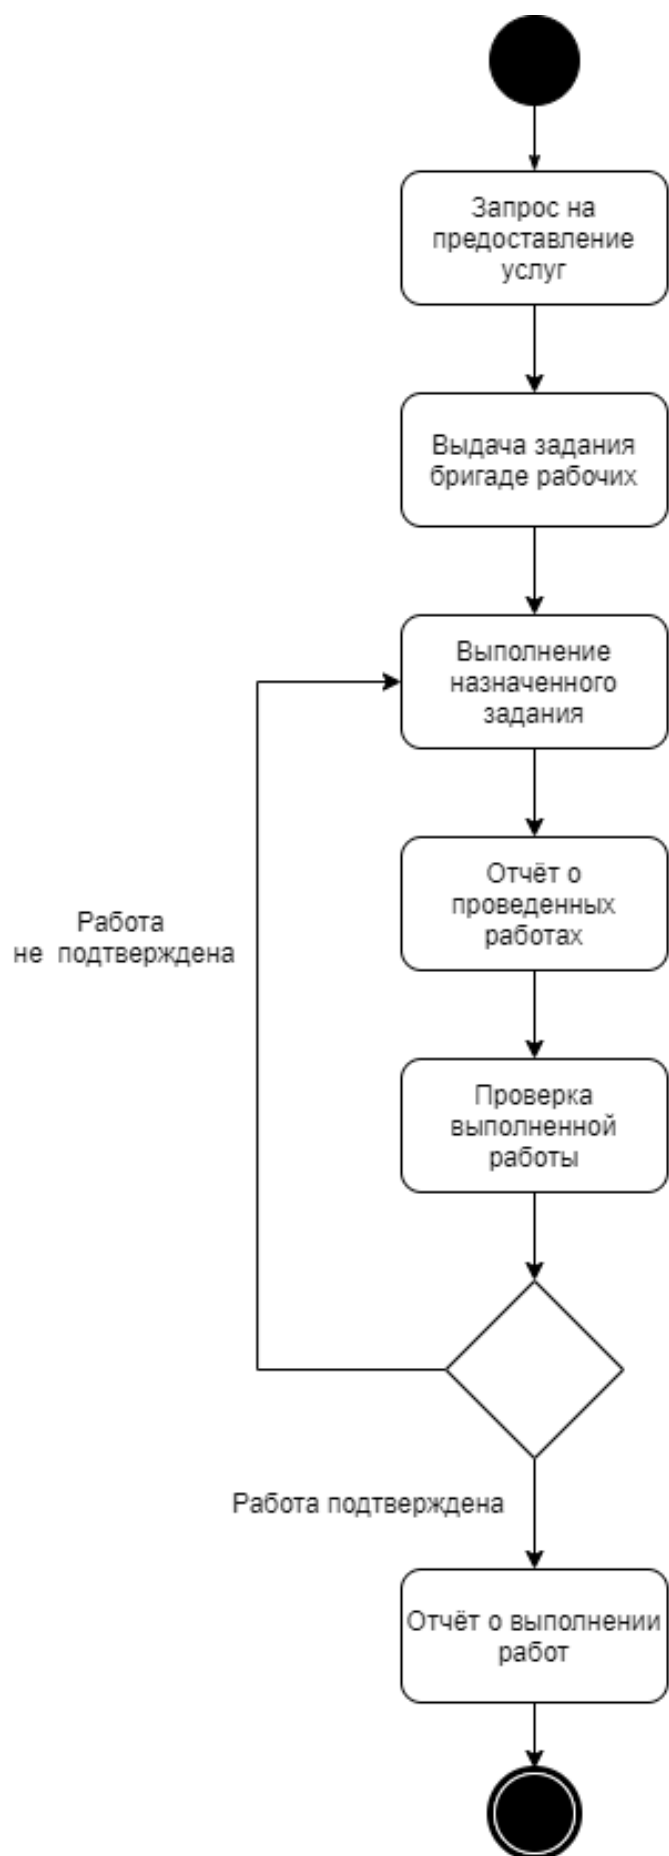 Запрос на
предоставление
услуг
Выдача задания
бригаде рабочих
Выполнение
назначенного
задания
Отчёт о
проведенных
работах
Работа
не подтверждена
Проверка
выполненной
работы
Работа подтверждена
Отчёт о выполнении
работ